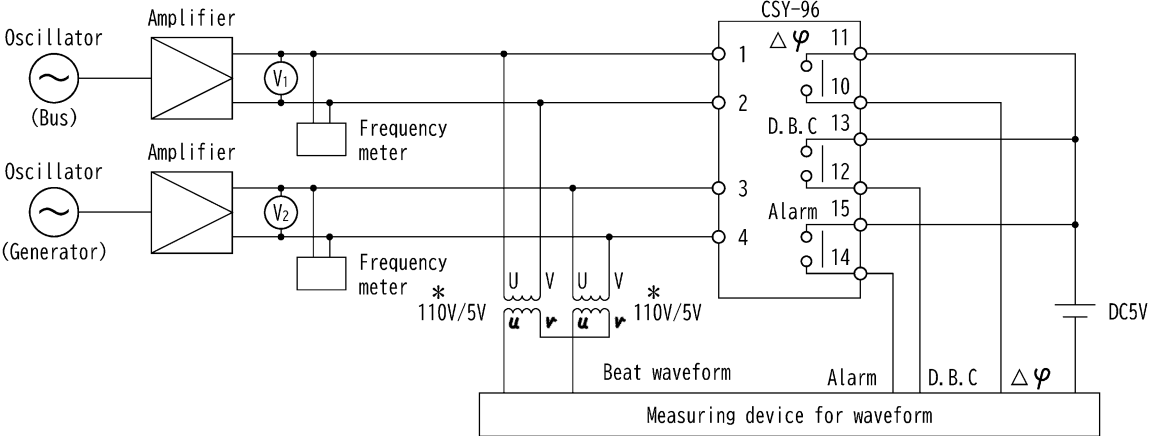 CSY-96
Amplifier
Oscillator
(Bus)
V1
Frequency
meter
Amplifier
Oscillator
(Generator)
V2
Frequency
meter
1
2
3
4
△φ
11
10
D.B.C
13
12
Alarm
15
14
U
V
U
V
*
110V/5V
u
v
u
v
*
110V/5V
DC5V
Beat waveform
Alarm
D.B.C
△φ
Measuring device for waveform